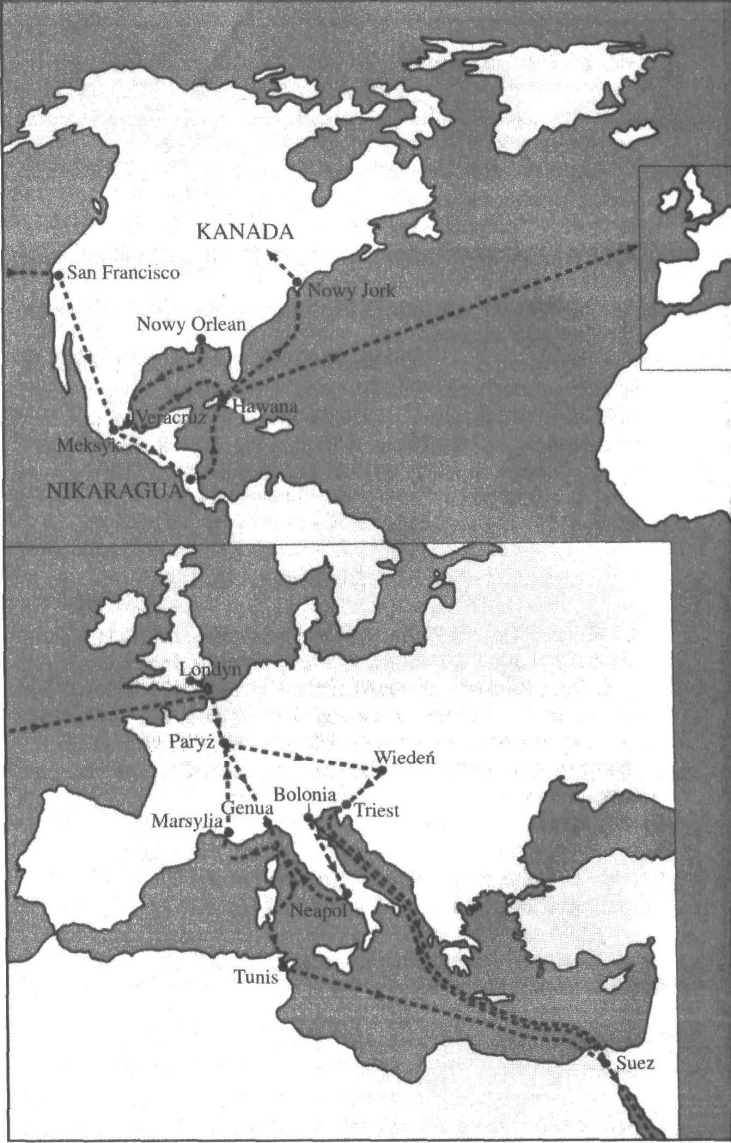 KANADA
San Francisco
Nowy Jork
Nowy Orlean
Veracruz
Hawana
Meksyk
NIKARAGUA
Londyn
Paryż
Wiedeń
Bolonia
Genua
Triest
Marsylia
Neapol
Tunis
Suez